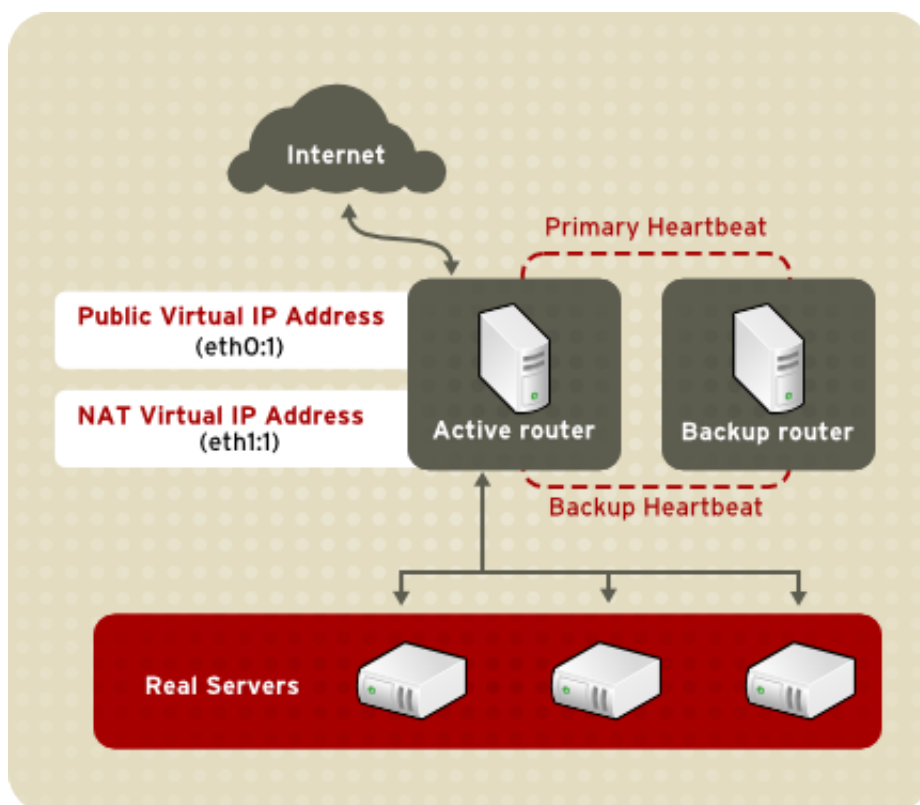 Internet
Primary Heartbeat
Public Virtual IP Address
(eth0:1)
NAT Virtual IP Address
(eth1:1)
Active router
Backup router
Backup Heartbeat
Real Servers